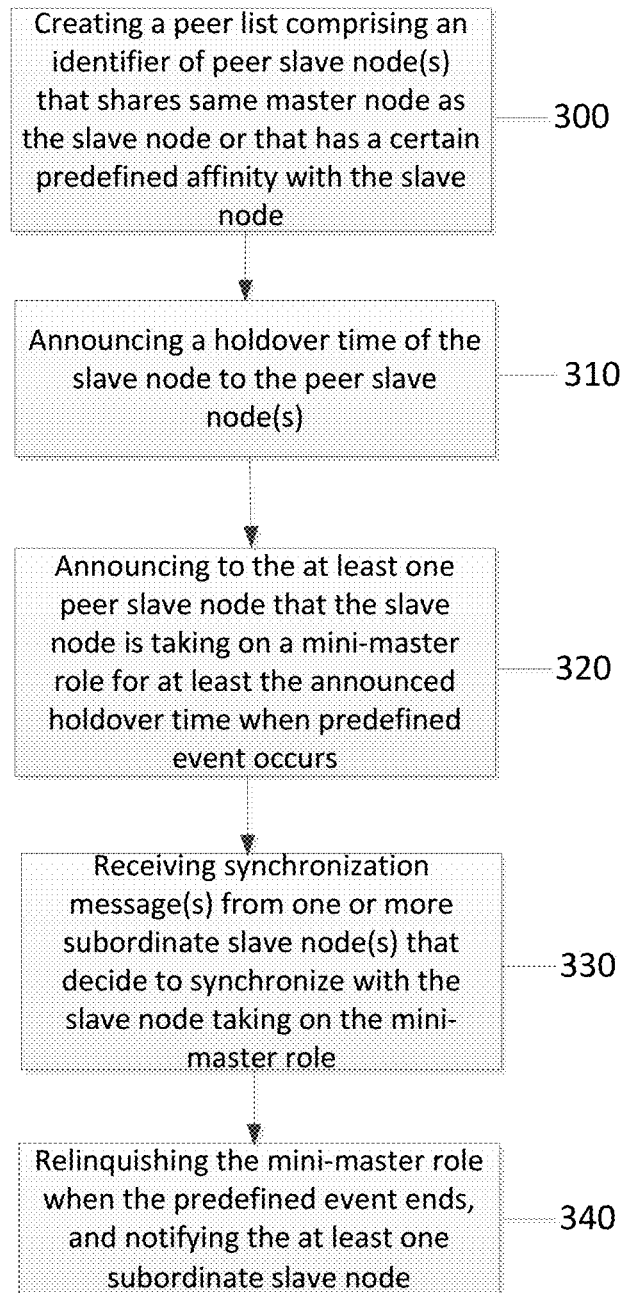 Creating a peer list comprising an
identifier of peer slave node(s)
that shares same master node as
the slave node or that has a certain
predefined affinity with the slave
node
300
Announcing a holdover time of the
slave node to the peer slave
node(s)
310
Announcing to the at least one
peer slave node that the slave
node is taking on a mini-master
role for at least the announced
holdover time when predefined
event occurs
320
Receiving synchronization
message(s) from one or more
subordinate slave node(s) that
decide to synchronize with the
slave node taking on the mini-
master role
330
Relinquishing the mini-master role
when the predefined event ends,
and notifying the at least one
subordinate slave node
340